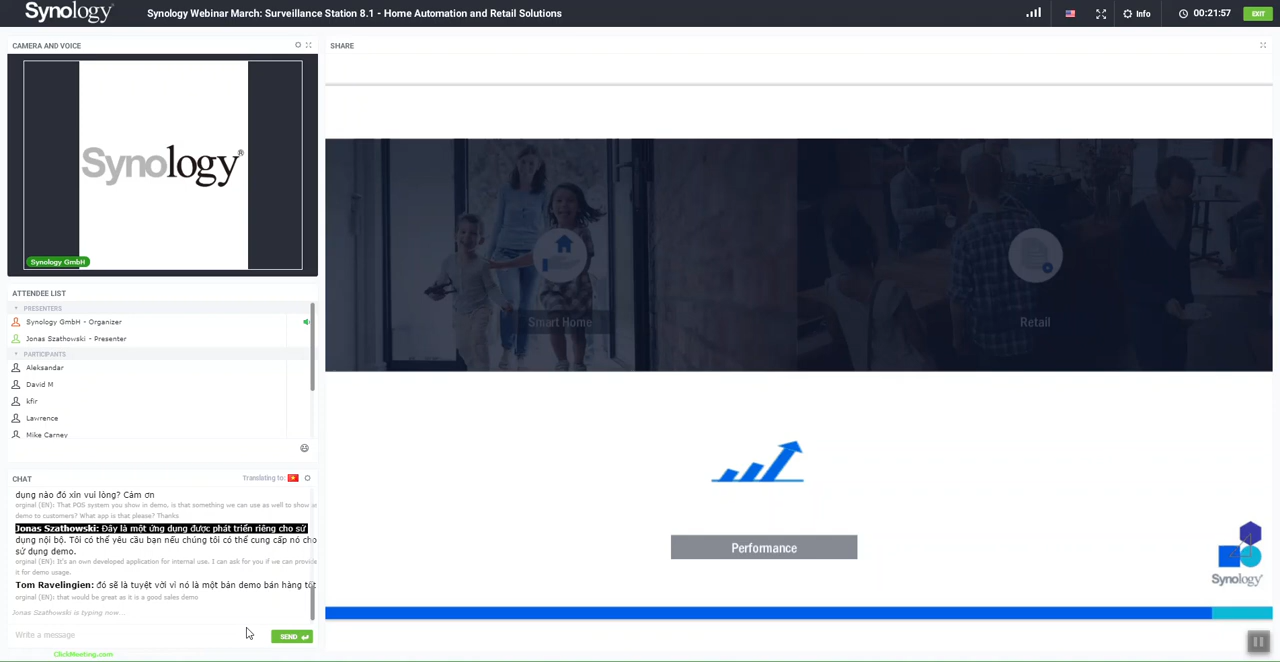 Synology
Synology Webinar March: Surveillance Station 8.1 - Home Automation and Retail Solutions
Info
00:21:57
EXIT
CAMERA AND VOICE
Synology®
Synology GmbH
ATTENDEE LIST
PRESENTERS
Synology GmbH - Organizer
Jonas Szathowski - Presenter
PARTICIPANTS
Aleksandar
David M
kfir
Lawrence
Mike Carney
CHAT
Translating to:
dụng nào đó xin vui lòng? Cảm ơn
orginal (EN): That POS system you show in demo, is that something we can use as well to show or
demo to customers? What app is that please? Thanks
Jonas Szathowski: Đây là một ứng dụng được phát triển riêng cho sử
dụng nội bộ. Tôi có thể yêu cầu bạn nếu chúng tôi có thể cung cấp nó cho
sử dụng demo.
orginal (EN): It's an own developed application for internal use. I can ask for you if we can provide
it for demo usage.
Tom Ravelingien: đó sẽ là tuyệt vời vì nó là một bản demo bán hàng tốt
orginal (EN): that would be great as it is a good sales demo
Jonas Szathowski is typing now...
Write a message
SEND
ClickMeeting.com
SHARE
Smart Home
Retail
Performance
Synology